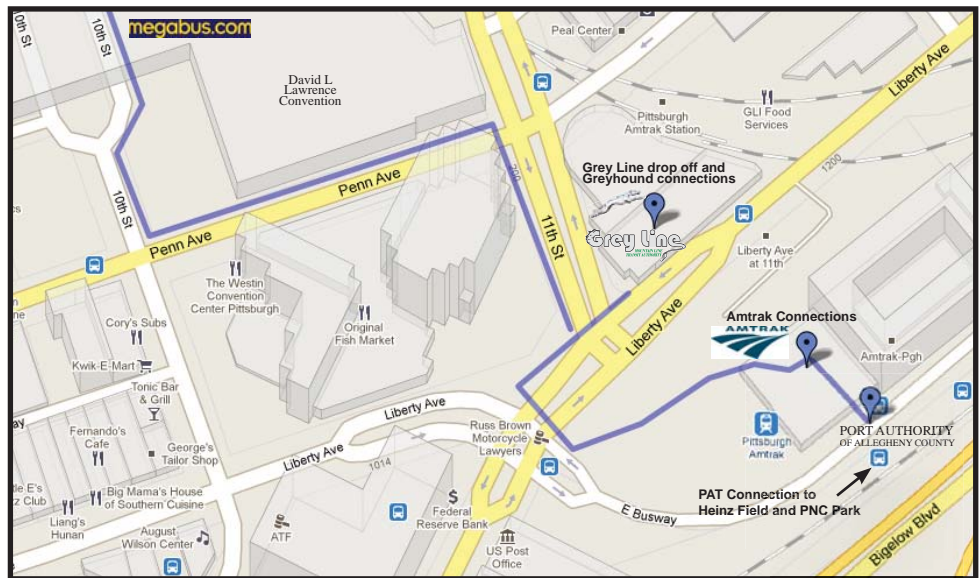 10th St
10th St
megabus.com
David L
Lawrence
Convention
Peal Center
Liberty Ave
Pittsburgh
Amtrak Station
GLI Food
Services
1200
Grey Line drop off and
Greyhound connections
Grey Line
Penn Ave
11th St
10th St
Penn Ave
Liberty Ave
at 11th
The Westin
Convention
Center Pittsburgh
Original
Fish Market
Cory's Subs
Kwik-E-Mart
Liberty Ave
Amtrak Connections
AMTRAK
Amtrak-Pgh
Tonic Bar
& Grill
Liberty Ave
Russ Brown
Motorcycle
Lawyers
Pittsburgh
Amtrak
PORT AUTHORITY
OF ALLEGHENY COUNTY
Fernando's
Cafe
George's
Tailor Shop
Liberty Ave
1014
Big Mama's House
of Southern Cuisine
Liang's
Hunan
August
Wilson Center
ATF
Federal
Reserve Bank
US Post
Office
E Busway
PAT Connection to
Heinz Field and PNC Park
Bigelow Blvd